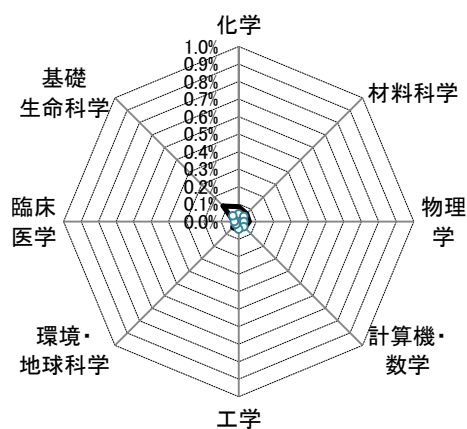 化学
材料科学
物理
学
計算機・
数学
工学
環境・
地球科学
臨床
医学
基礎
生命科学
1.0%
0.9%
0.8%
0.7%
0.6%
0.5%
0.4%
0.3%
0.2%
0.1%
0.0%